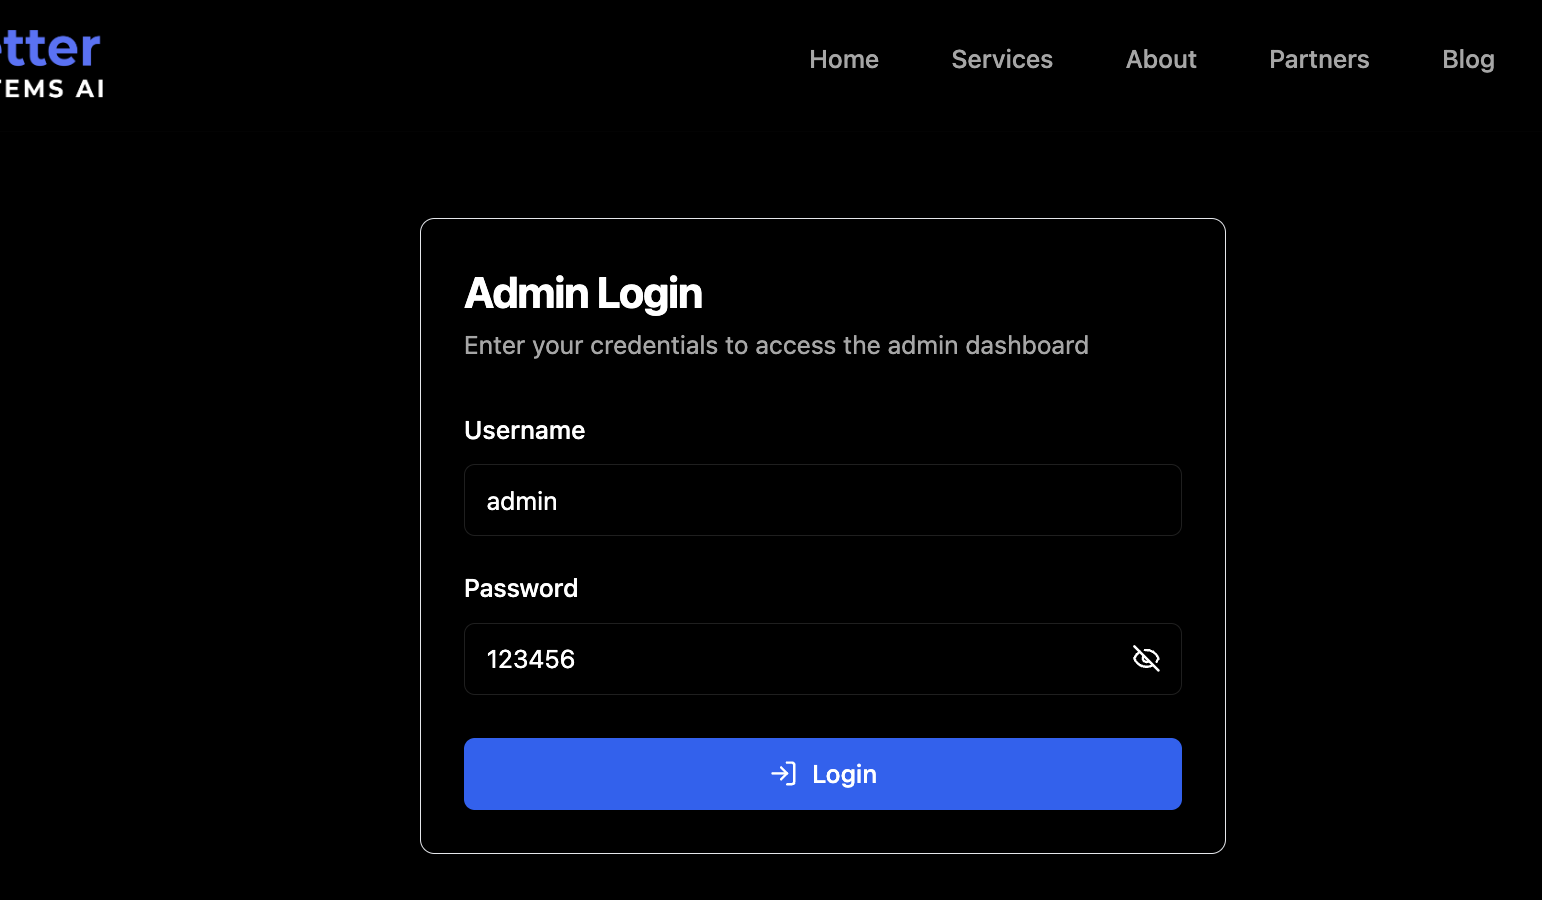 tter
TEMS AI
Home Services About Partners Blog
Admin Login
Enter your credentials to access the admin dashboard
Username
admin
Password
123456
Login